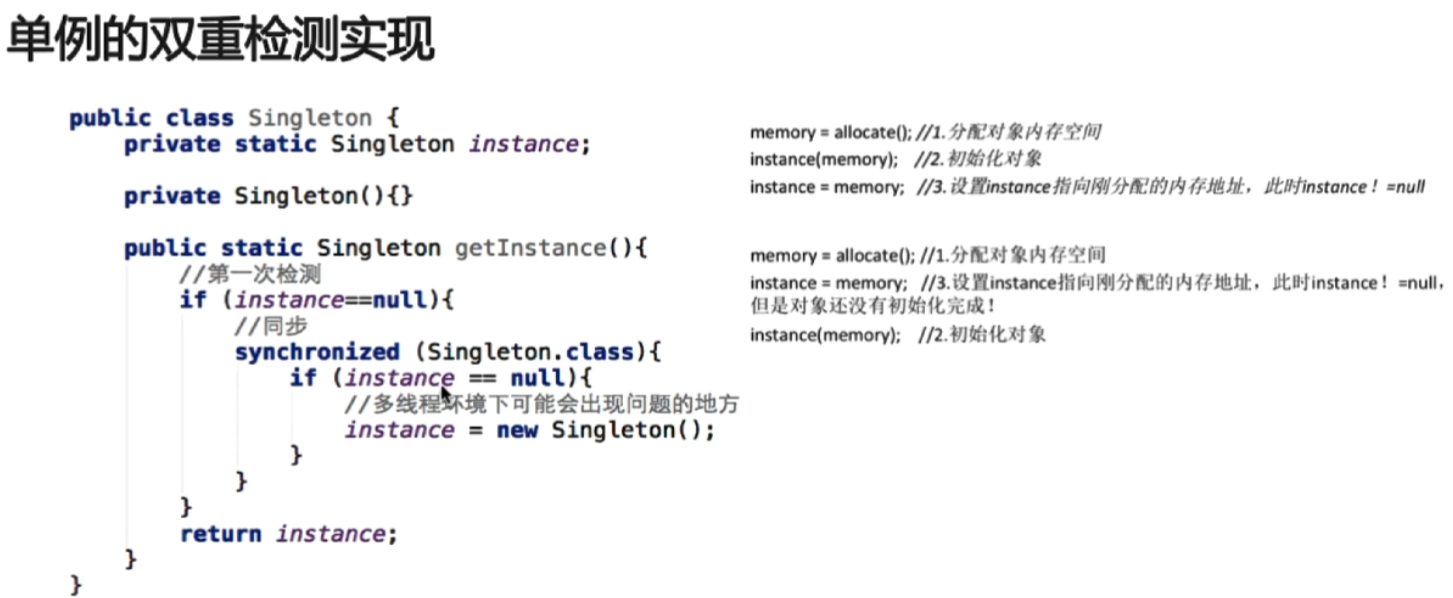 单例的双重检测实现
public class Singleton {
private static Singleton instance;
private Singleton(){}
public static Singleton getInstance(){
//第一次检测
if (instance==null){
//同步
synchronized (Singleton.class){
if (instance == null){
//多线程环境下可能会出现问题的地方
instance = new Singleton();
}
}
}
return instance;
}
}
memory = allocate(); //1.分配对象内存空间
instance(memory); //2.初始化对象
instance = memory; //3.设置instance指向刚分配的内存地址，此时instance！=null
memory = allocate(); //1.分配对象内存空间
instance = memory; //3.设置instance指向刚分配的内存地址，此时instance！=null，
但是对象还没有初始化完成！
instance(memory); //2.初始化对象